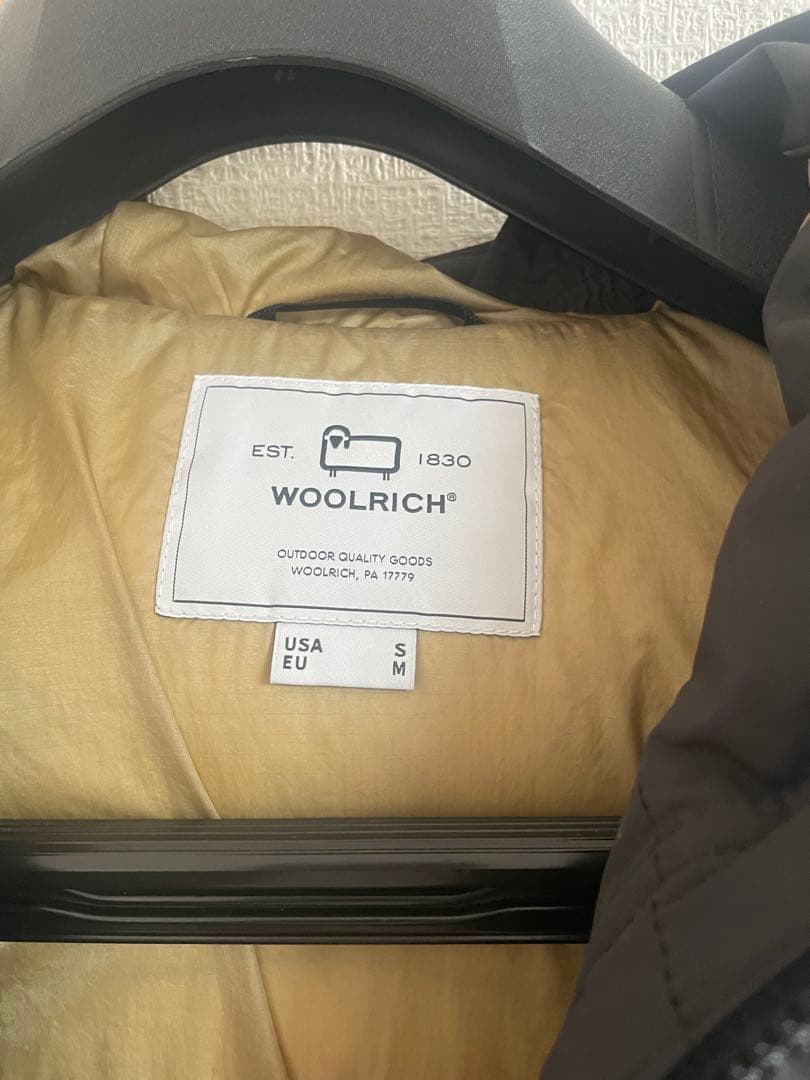 EST. 1830
WOOLRICH®
OUTDOOR QUALITY GOODS
WOOLRICH, PA 17779
USA S
EU M